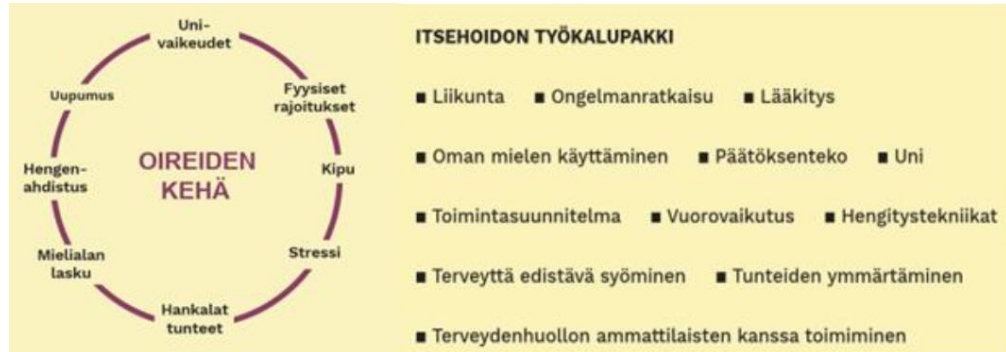 Uni-
vaikeudet
Fyysiset
rajoitukset
Kipu
Stressi
Hankalat
tunteet
Mielialan
lasku
Hengen-
ahdistus
Uupumus
OIREIDEN
KEHÄ
ITSEHOIDON TYÖKALUPAKKI
■ Liikunta ■ Ongelmanratkaisu ■ Lääkitys
■ Oman mielen käyttäminen ■ Päätöksenteko ■ Uni
■ Toimintasuunnitelma ■ Vuorovaikutus ■ Hengitystekniikat
■ Terveyttä edistävä syöminen ■ Tunteiden ymmärtäminen
■ Terveydenhuollon ammattilaisten kanssa toimiminen